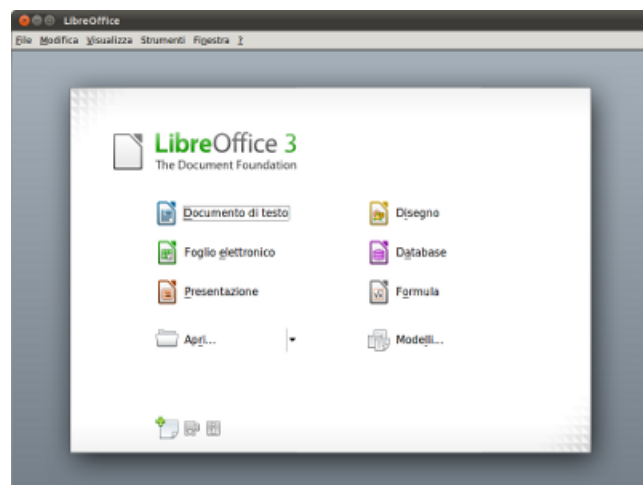 LibreOffice
File Modifica Visualizza Strumenti Finestra ?
LibreOffice 3
The Document Foundation
Documento di testo
Disegno
Foglio elettronico
Database
Presentazione
Formula
Apri...
Modelli...